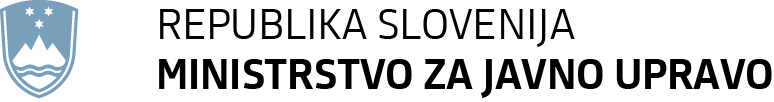 REPUBLIKA SLOVENIJA
MINISTRSTVO ZA JAVNO UPRAVO